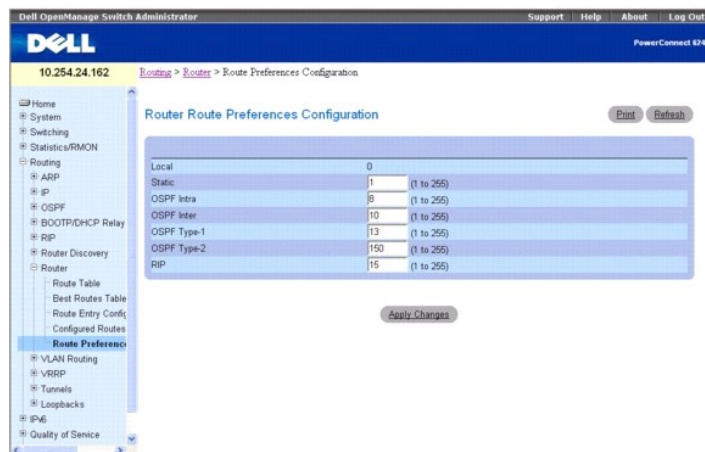 Dell OpenManage Switch Administrator
Support Help About Log Out
DELL
PowerConnect 624
10.254.24.162
Routing > Router > Route Preferences Configuration
Home
System
Switching
Statistics/RMON
Routing
ARP
IP
OSPF
BOOTP/DHCP Relay
RIP
Router Discovery
Router
Route Table
Best Routes Table
Route Entry Config
Configured Routes
Route Preference
VLAN Routing
VRRP
Tunnels
Loopbacks
IPv6
Quality of Service
Router Route Preferences Configuration
Print Refresh
Local 0
Static 1 (1 to 255)
OSPF Intra 8 (1 to 255)
OSPF Inter 10 (1 to 255)
OSPF Type-1 13 (1 to 255)
OSPF Type-2 150 (1 to 255)
RIP 15 (1 to 255)
Apply Changes